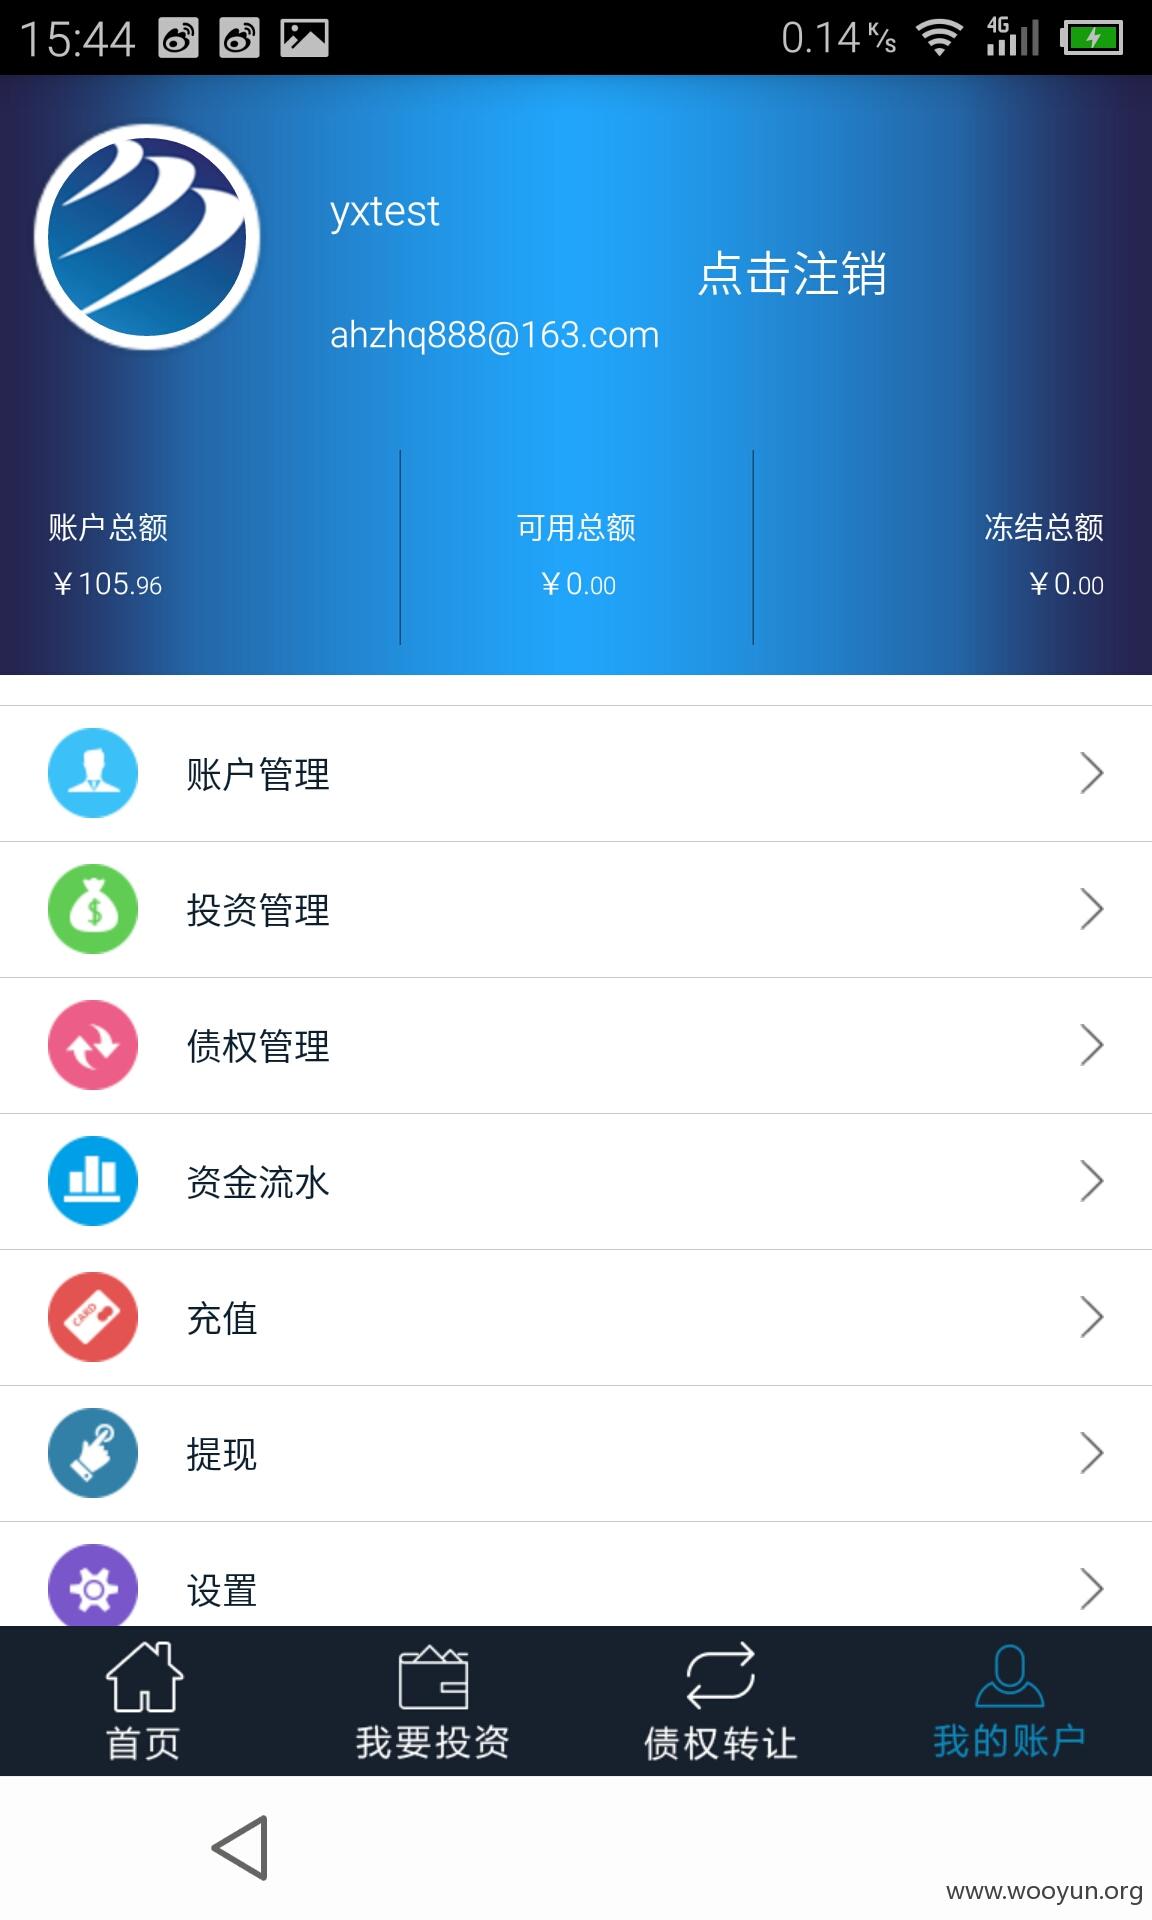 15:44
0.14 K/s
4G
yxtest
点击注销
ahzhq888@163.com
账户总额
可用总额
冻结总额
￥105.96
￥0.00
￥0.00
账户管理
投资管理
债权管理
资金流水
CARD
充值
提现
设置
首页
我要投资
债权转让
我的账户
www.wooyun.org